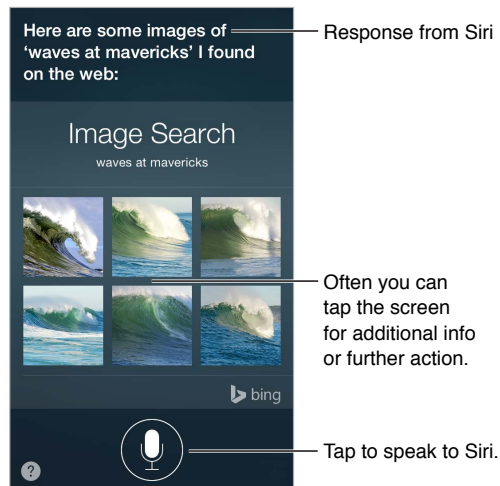 Here are some images of
‘waves at mavericks’ I found
on the web:
Response from Siri
Image Search
waves at mavericks
Often you can
tap the screen
for additional info
or further action.
bing
Tap to speak to Siri.
?